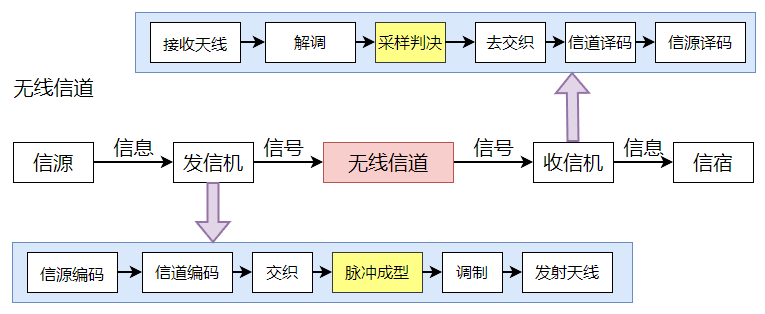 接收天线
解调
采样判决
去交织
信道译码
信源译码
无线信道
信源
信息
发信机
信号
无线信道
信号
收信机
信息
信宿
信源编码
信道编码
交织
脉冲成型
调制
发射天线